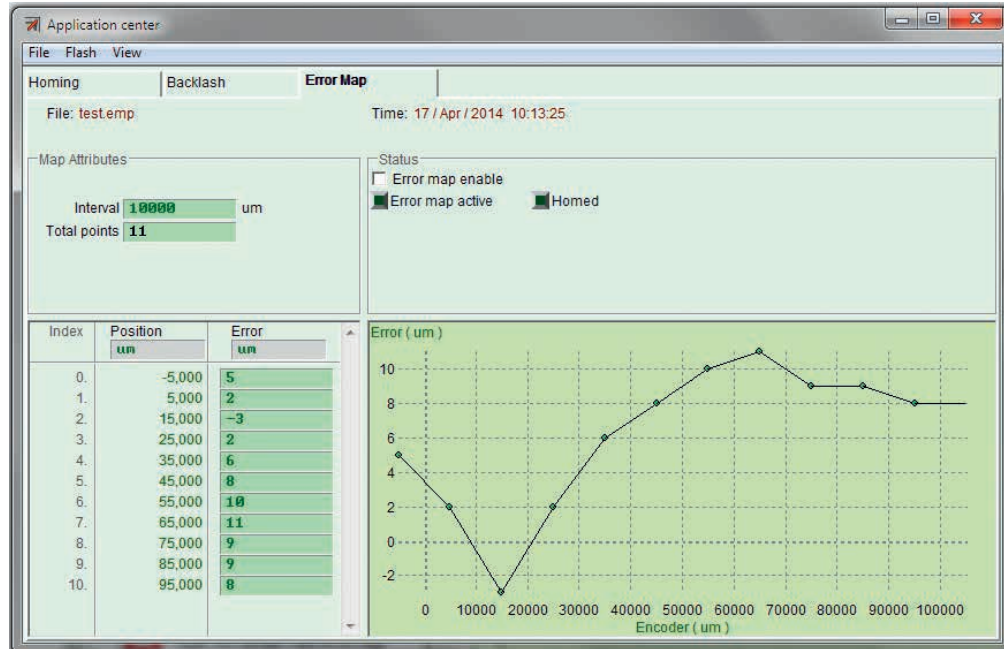 Application center
File Flash View
Homing Backlash Error Map
File: test.emp Time: 17 / Apr / 2014 10:13:25
Map Attributes
Interval 10000 um
Total points 11
Status
Error map enable
Error map active Homed
Index Position Error
um um
0. -5,000 5
1. 5,000 2
2. 15,000 -3
3. 25,000 2
4. 35,000 6
5. 45,000 8
6. 55,000 10
7. 65,000 11
8. 75,000 9
9. 85,000 9
10. 95,000 8
Error ( um )
10
8
6
4
2
0
-2
0 10000 20000 30000 40000 50000 60000 70000 80000 90000 100000
Encoder ( um )